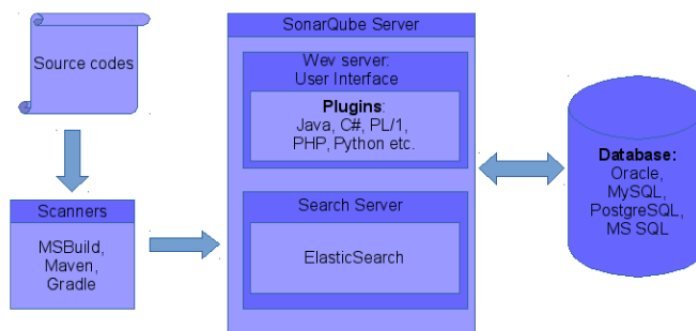 Source codes
Scanners
MSBuild,
Maven,
Gradle
SonarQube Server
Wev server:
User Interface
Plugins:
Java, C#, PL/1,
PHP, Python etc.
Search Server
ElasticSearch
Database:
Oracle,
MySQL,
PostgreSQL,
MS SQL